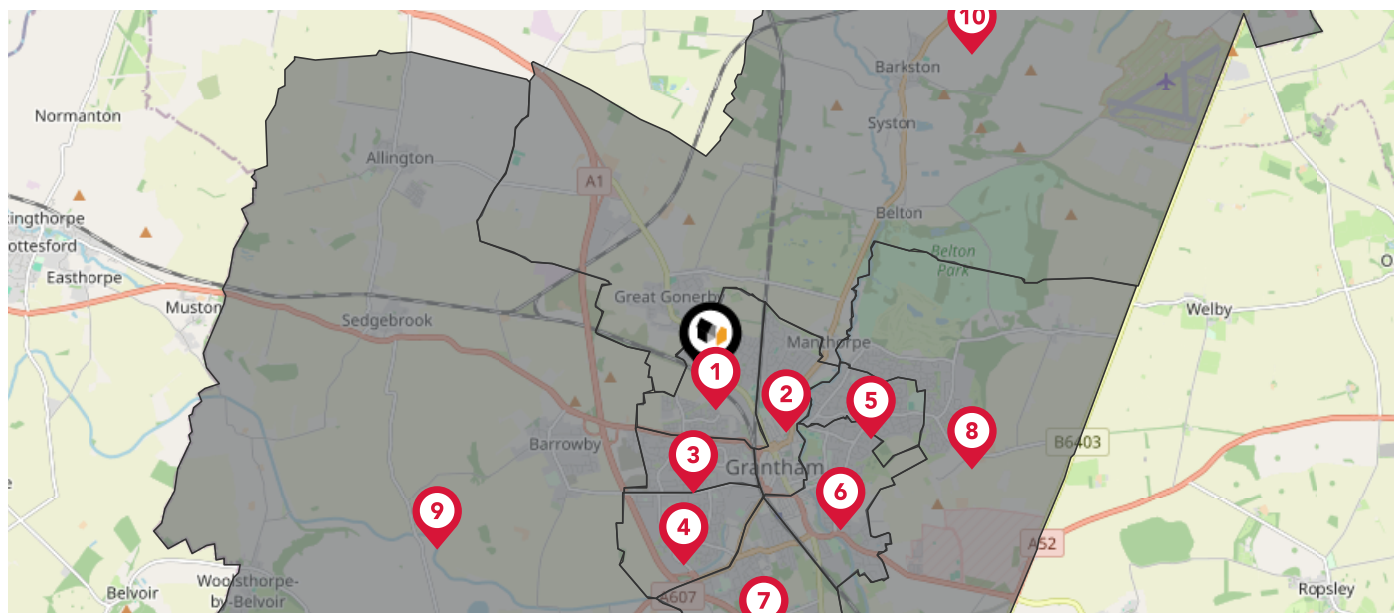 10
Barkston
Normanton
Syston
Allington
A1
Belton
kingthorpe
ottesford
Belton
Park
Easthorpe
Great Gonerby
Muston
Welby
Sedgebrook
Manthorpe
1
2
5
8
Barrowby
B6403
3
Grantham
6
9
4
A52
Woolsthorpe-
by-Belvoir
Belvoir
A607
7
Ropsley